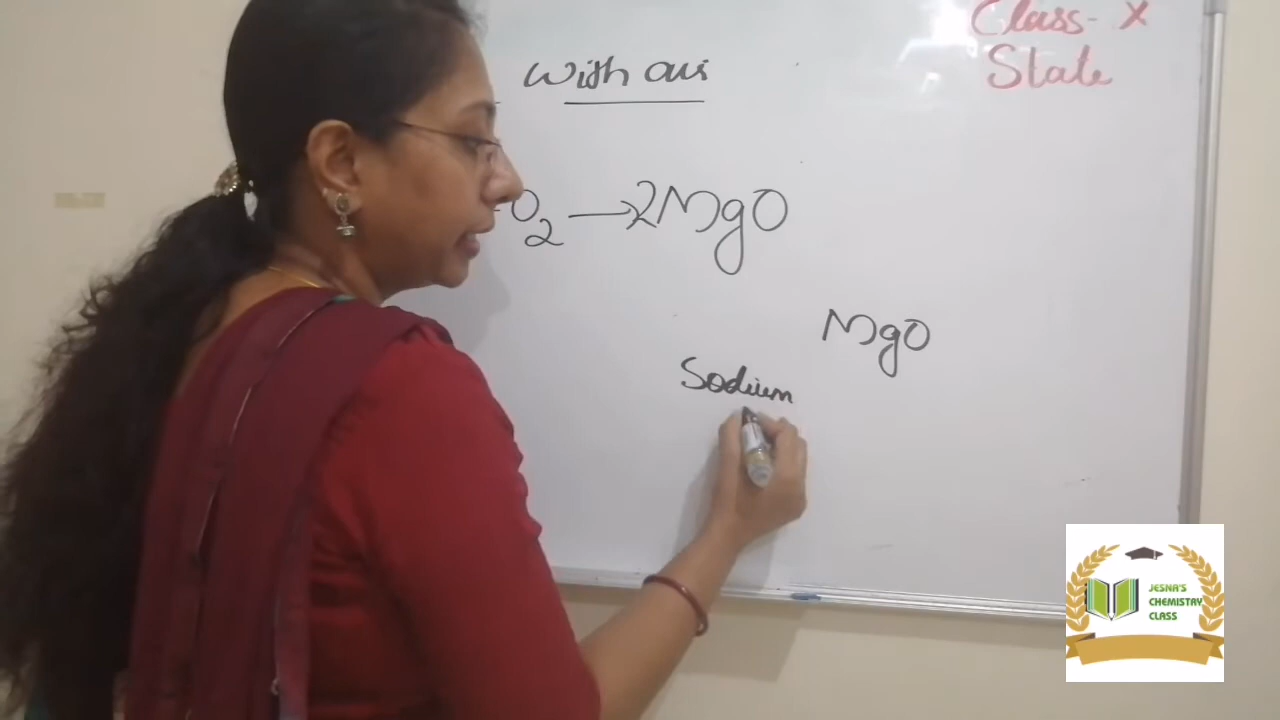 Class- X
State
With air
O2 → 2MgO
MgO
Sodium
JESNA'S
CHEMISTRY
CLASS